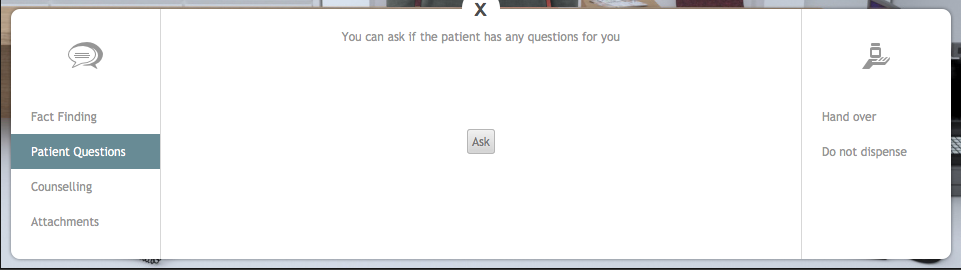 X
You can ask if the patient has any questions for you
Fact Finding
Patient Questions
Counselling
Attachments
Ask
Hand over
Do not dispense